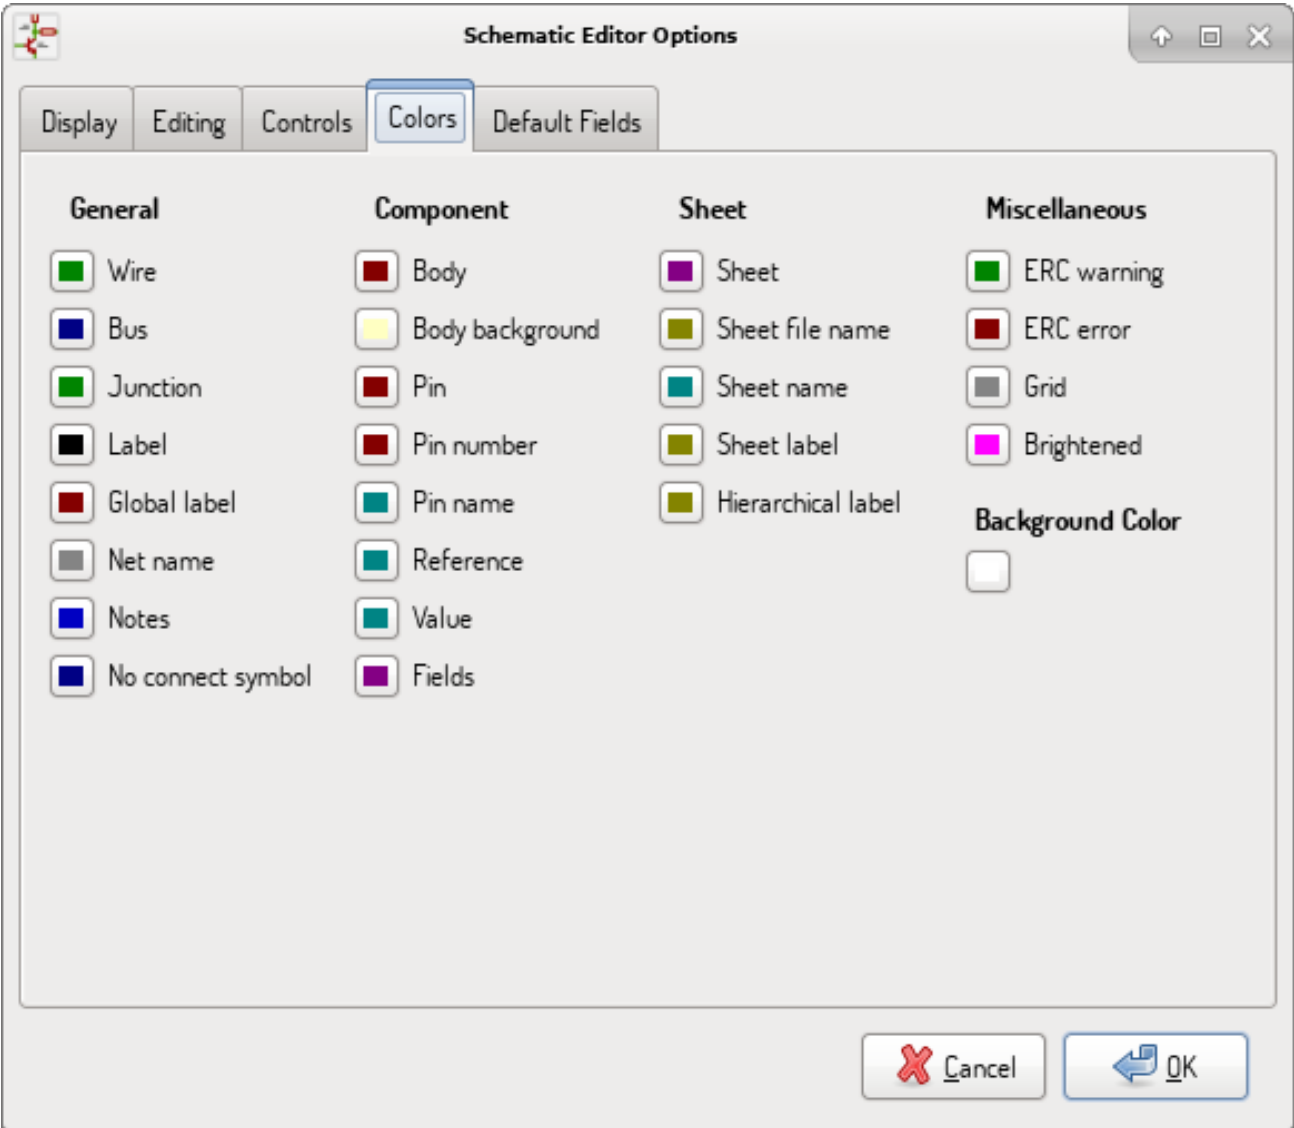 Schematic Editor Options
Display Editing Controls Colors Default Fields
General Component Sheet Miscellaneous
Wire Body Sheet ERC warning
Bus Body background Sheet file name ERC error
Junction Pin Sheet name Grid
Label Pin number Sheet label Brightened
Global label Pin name Hierarchical label
Background Color
Net name Reference
Notes Value
No connect symbol Fields
Cancel OK